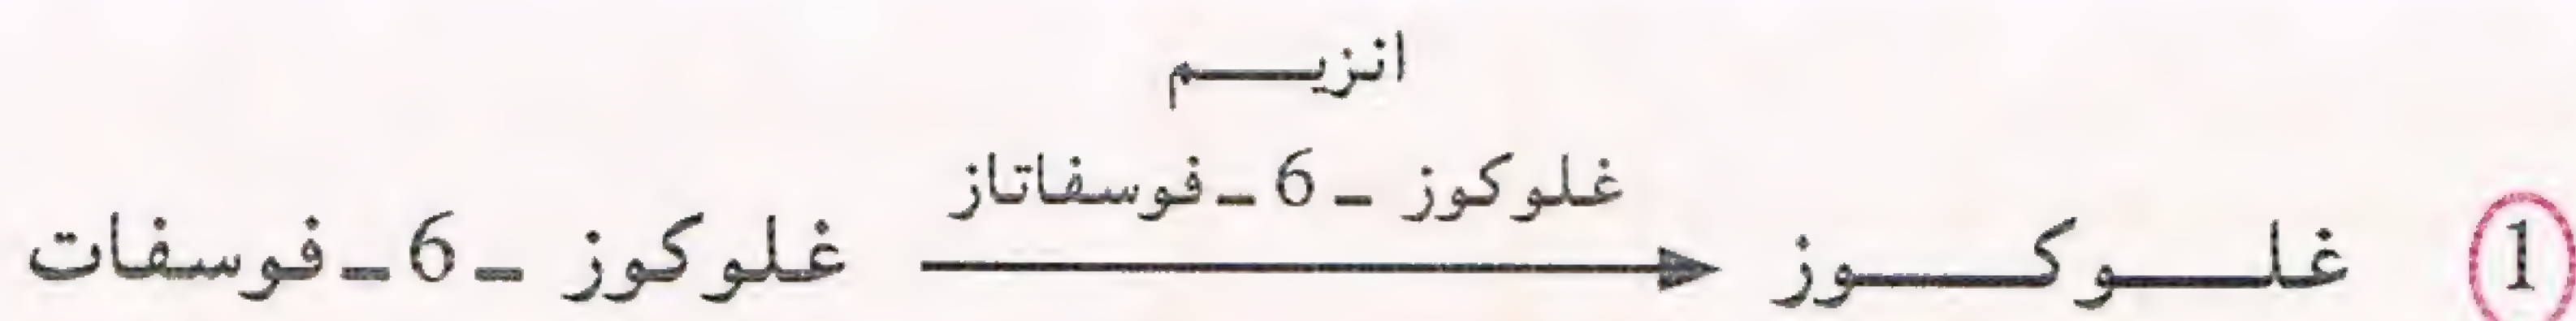 انزيم
غلوكوز ـ 6 ـ فوسفاتاز
1 غلوكوز ⟶ غلوكوز ـ 6 ـ فوسفات